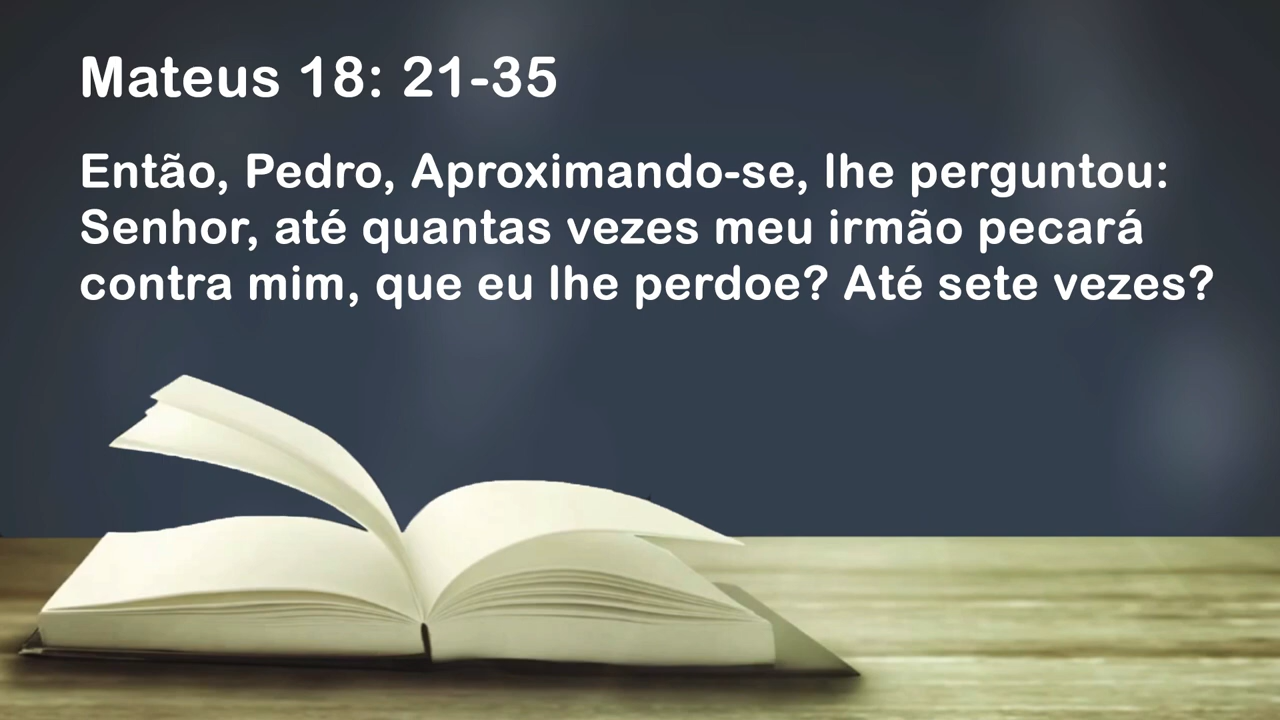 Mateus 18: 21-35
Então, Pedro, Aproximando-se, lhe perguntou:
Senhor, até quantas vezes meu irmão pecará
contra mim, que eu lhe perdoe? Até sete vezes?